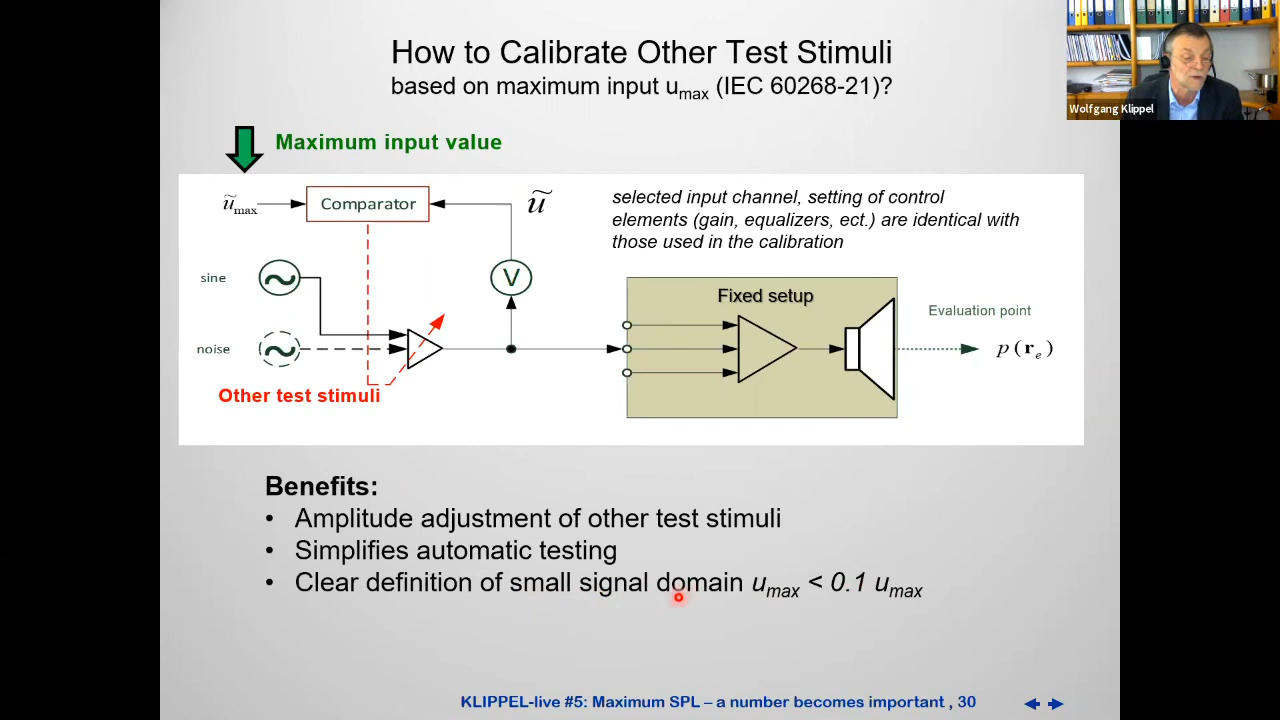 How to Calibrate Other Test Stimuli
based on maximum input umax (IEC 60268-21)?
Wolfgang Klippel
Maximum input value
ũmax
Comparator
ũ
selected input channel, setting of control
elements (gain, equalizers, ect.) are identical with
those used in the calibration
sine
V
Fixed setup
Evaluation point
noise
p(re)
Other test stimuli
Benefits:
• Amplitude adjustment of other test stimuli
• Simplifies automatic testing
• Clear definition of small signal domain umax < 0.1 umax
KLIPPEL-live #5: Maximum SPL – a number becomes important , 30